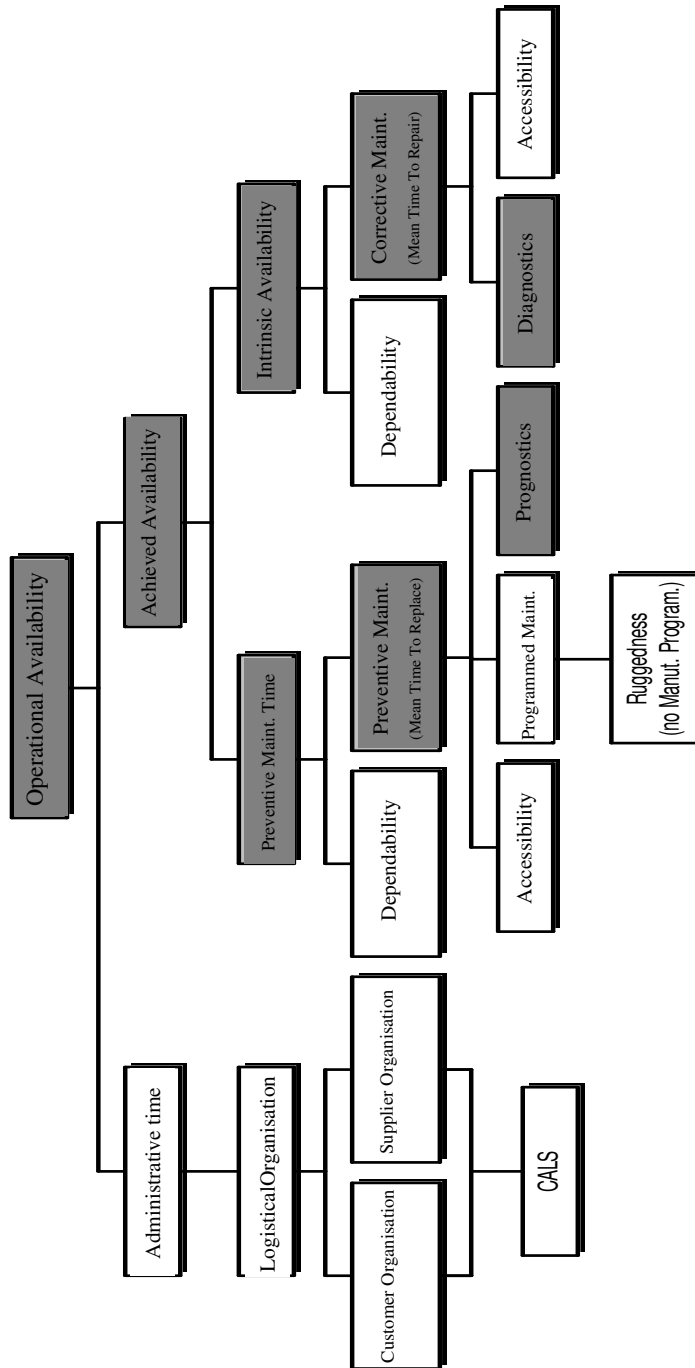 Operational Availability
Administrative time
Achieved Availability
LogisticalOrganisation
Preventive Maint. Time
Intrinsic Availability
Customer Organisation
Supplier Organisation
Dependability
Preventive Maint.
(Mean Time To Replace)
Dependability
Corrective Maint.
(Mean Time To Repair)
CALS
Accessibility
Programmed Maint.
Prognostics
Diagnostics
Accessibility
Ruggedness
(no Manut. Program.)